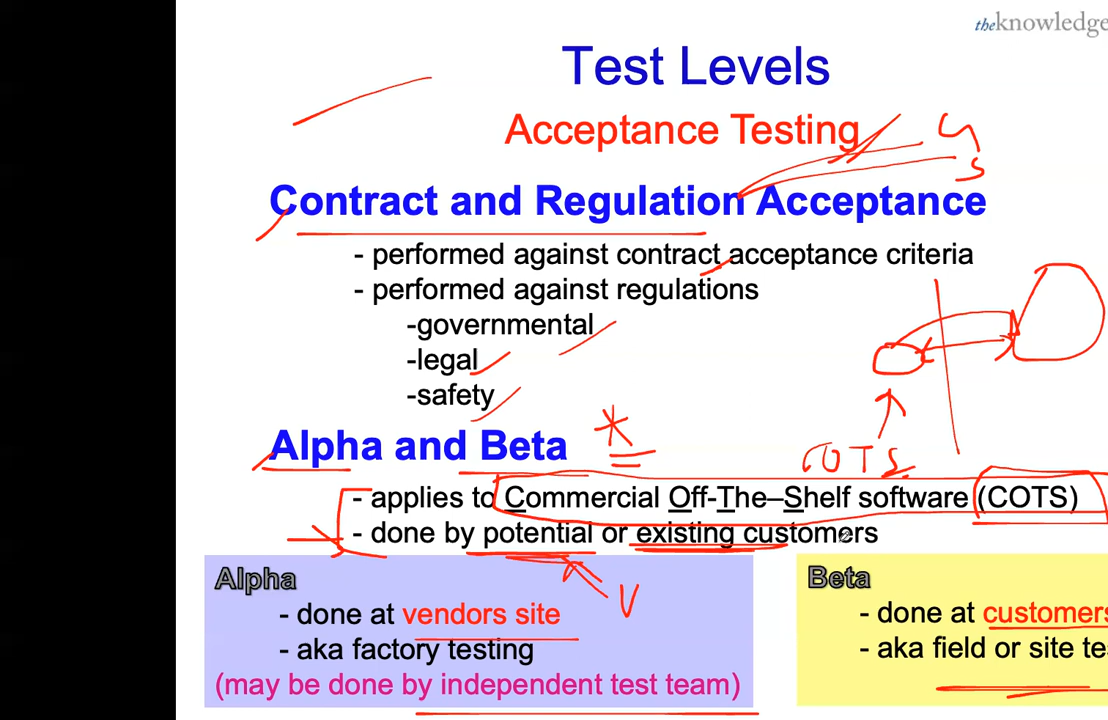 theknowledge
Test Levels
Acceptance Testing
Contract and Regulation Acceptance
- performed against contract acceptance criteria
- performed against regulations
-governmental
-legal
-safety
Alpha and Beta
COTS
- applies to Commercial Off-The–Shelf software (COTS)
- done by potential or existing customers
V
Alpha
- done at vendors site
- aka factory testing
(may be done by independent test team)
Beta
- done at customers
- aka field or site te